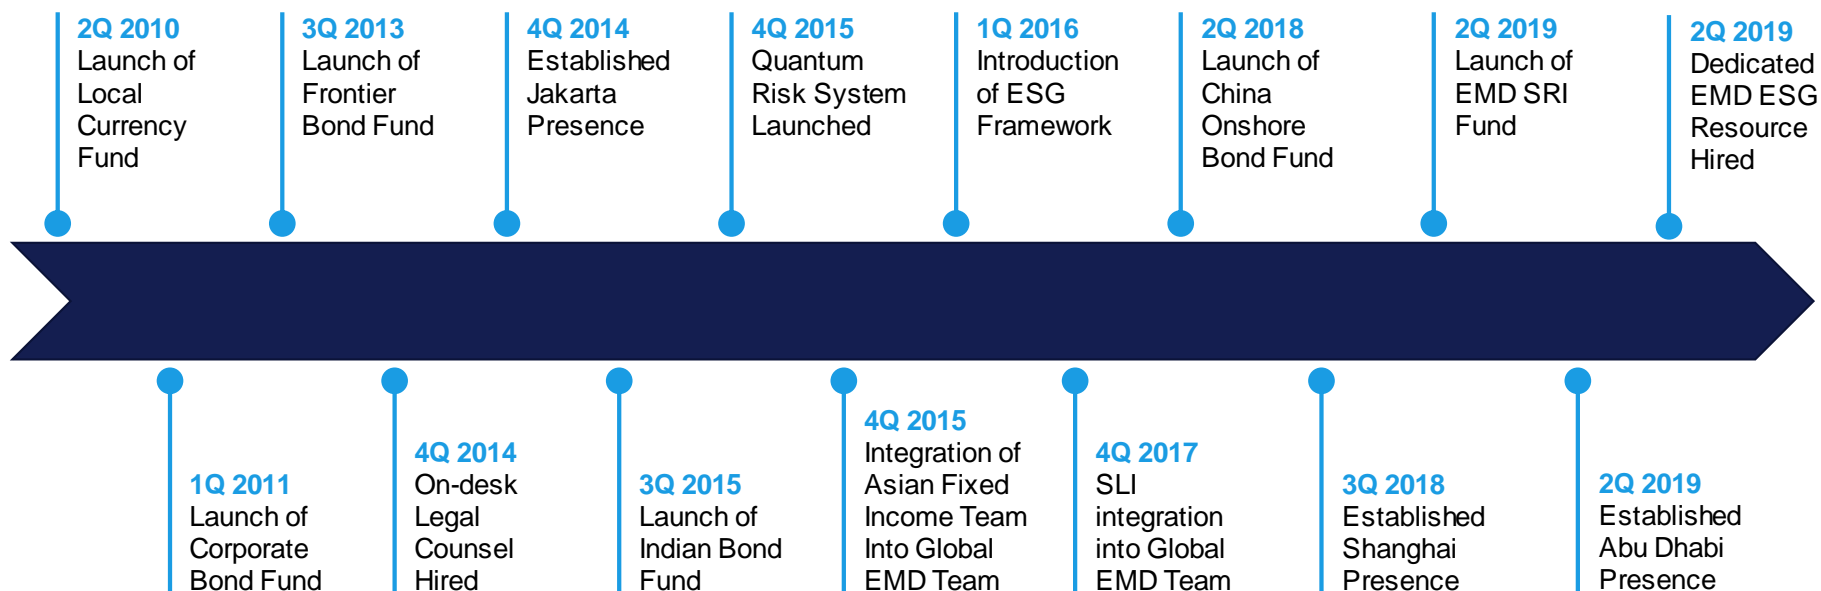 2Q 2010
Launch of
Local
Currency
Fund
3Q 2013
Launch of
Frontier
Bond Fund
4Q 2014
Established
Jakarta
Presence
4Q 2015
Quantum
Risk System
Launched
1Q 2016
Introduction
of ESG
Framework
2Q 2018
Launch of
China
Onshore
Bond Fund
2Q 2019
Launch of
EMD SRI
Fund
2Q 2019
Dedicated
EMD ESG
Resource
Hired
1Q 2011
Launch of
Corporate
Bond Fund
4Q 2014
On-desk
Legal
Counsel
Hired
3Q 2015
Launch of
Indian Bond
Fund
4Q 2015
Integration of
Asian Fixed
Income Team
Into Global
EMD Team
4Q 2017
SLI
integration
into Global
EMD Team
3Q 2018
Established
Shanghai
Presence
2Q 2019
Established
Abu Dhabi
Presence